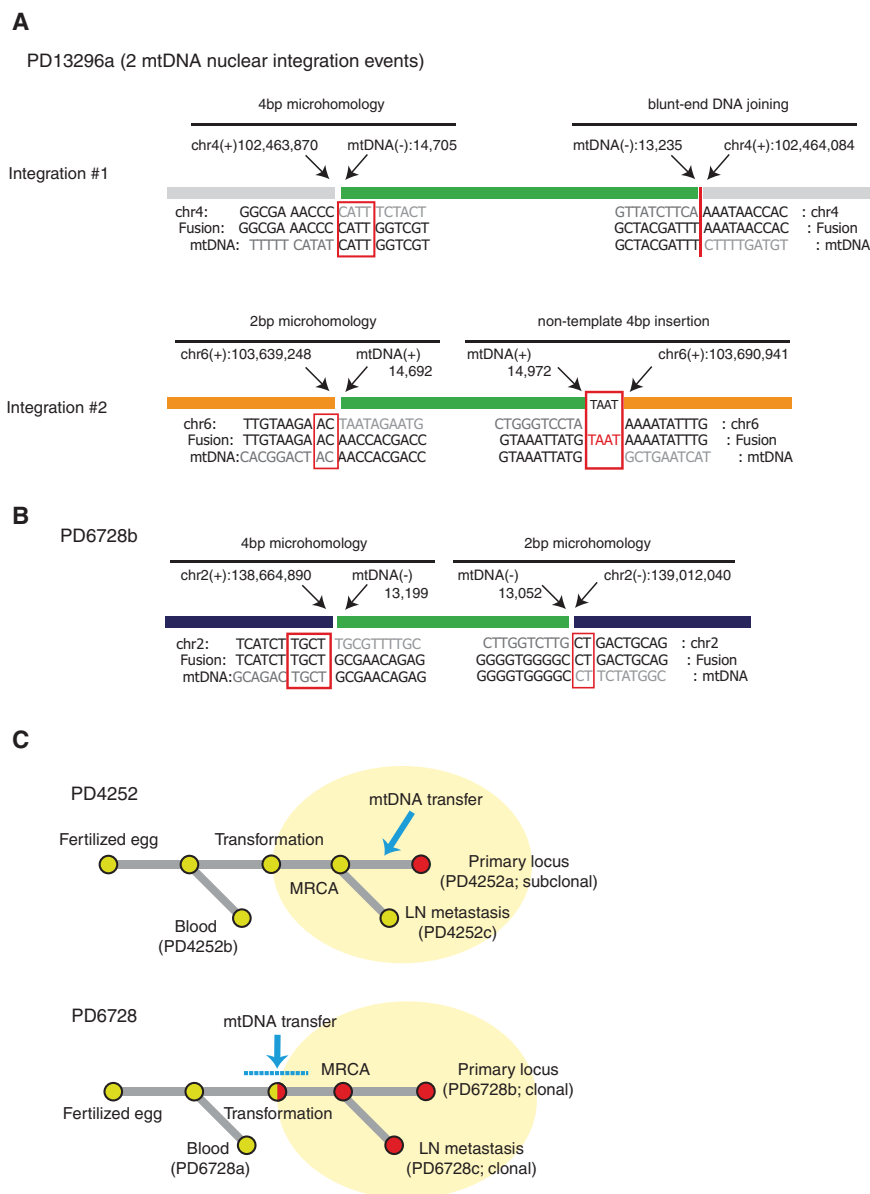 A
PD13296a (2 mtDNA nuclear integration events)
4bp microhomology
blunt-end DNA joining
chr4(+)102,463,870
mtDNA(-):14,705
mtDNA(-):13,235
chr4(+):102,464,084
Integration #1
chr4: GGCGA AACCC CATT TCTACT GTTATCTTCA AAATAACCAC : chr4
Fusion: GGCGA AACCC CATT GGTCGT GCTACGATTT AAATAACCAC : Fusion
mtDNA: TTTTT CATAT CATT GGTCGT GCTACGATTT CTTTTGATGT : mtDNA
2bp microhomology
non-template 4bp insertion
chr6(+):103,639,248
mtDNA(+)
14,692
mtDNA(+)
14,972
chr6(+):103,690,941
Integration #2
TAAT
chr6: TTGTAAGA AC TAATAGAATG CTGGGTCCTA AAAATATTTG : chr6
Fusion: TTGTAAGA AC AACCACGACC GTAAATTATG TAAT AAAATATTTG : Fusion
mtDNA: CACGGACT AC AACCACGACC GTAAATTATG GCTGAATCAT : mtDNA
B
PD6728b
4bp microhomology
2bp microhomology
chr2(+):138,664,890
mtDNA(-)
13,199
mtDNA(-)
13,052
chr2(-):139,012,040
chr2: TCATCT TGCT TGCGTTTTGC CTTGGTCTTG CT GACTGCAG : chr2
Fusion: TCATCT TGCT GCGAACAGAG GGGGTGGGGC CT GACTGCAG : Fusion
mtDNA:GCAGAC TGCT GCGAACAGAG GGGGTGGGGC CT TCTATGGC : mtDNA
C
PD4252
mtDNA transfer
Fertilized egg
Transformation
MRCA
Primary locus
(PD4252a; subclonal)
Blood
(PD4252b)
LN metastasis
(PD4252c)
PD6728
mtDNA transfer
MRCA
Primary locus
(PD6728b; clonal)
Fertilized egg
Transformation
Blood
(PD6728a)
LN metastasis
(PD6728c; clonal)